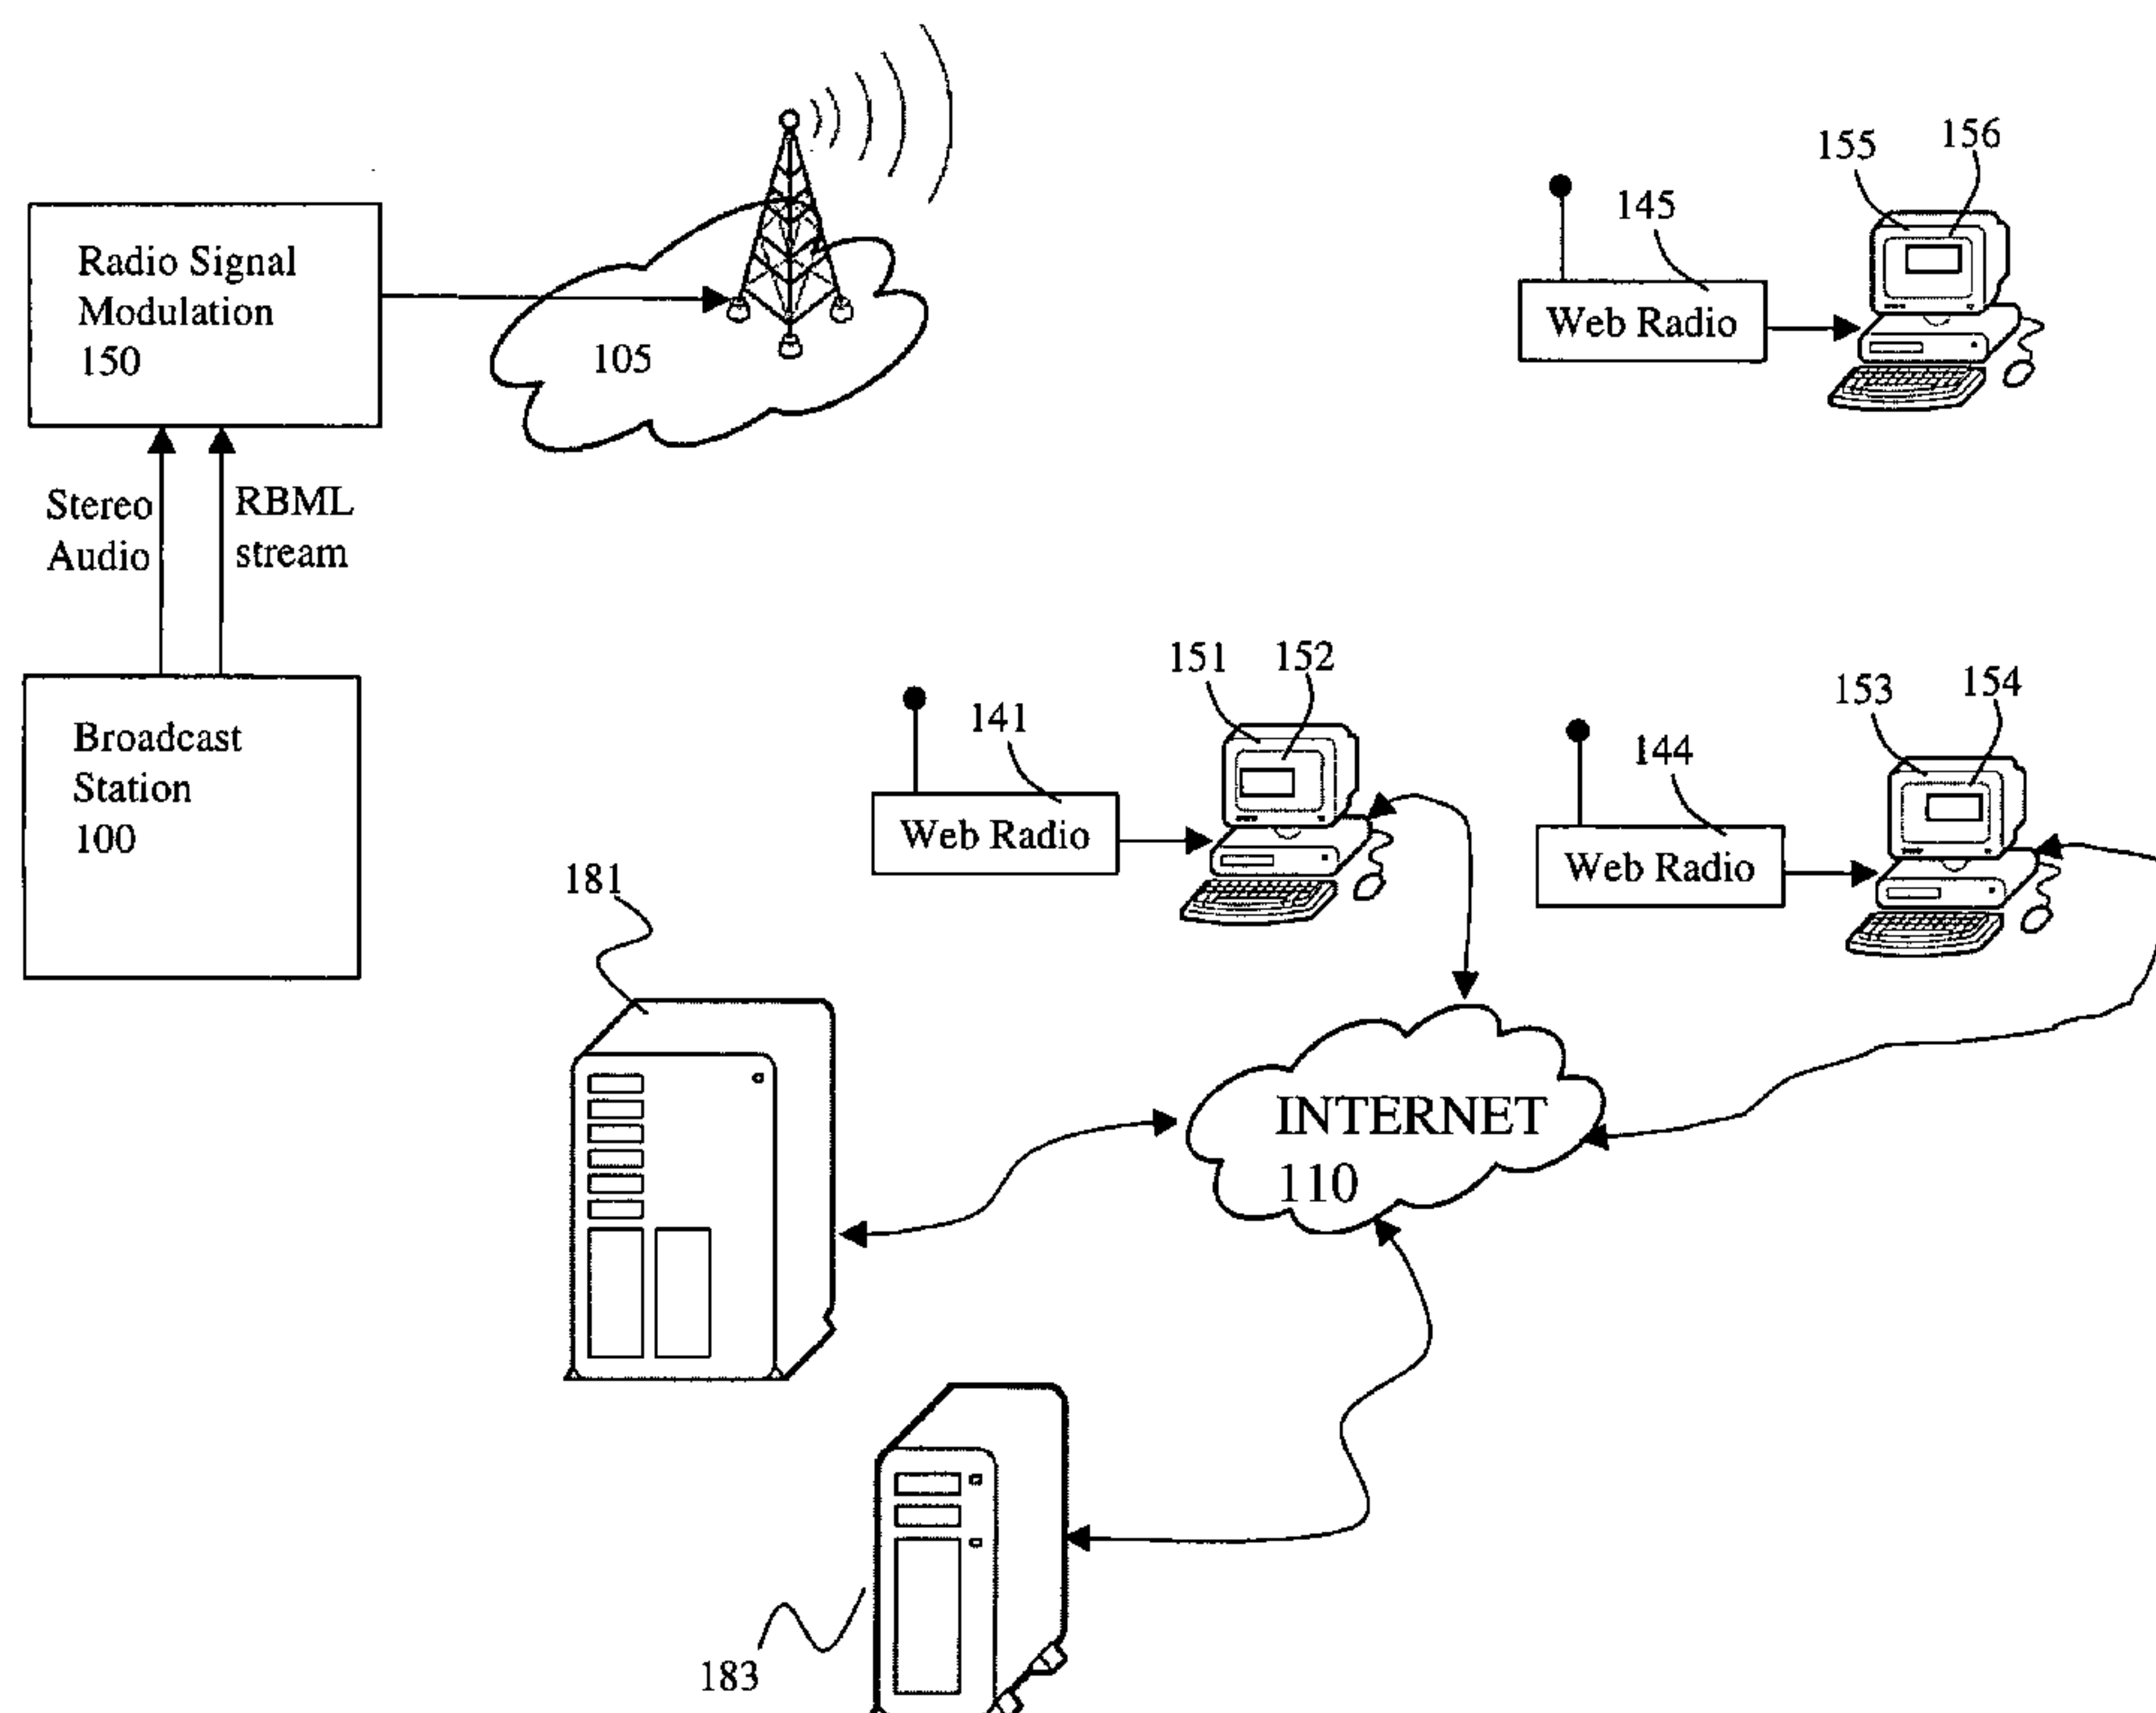 155
156
145
Radio Signal
Modulation
150
Web Radio
105
Stereo
Audio
RBML
stream
151
152
153
154
141
144
Broadcast
Station
100
Web Radio
Web Radio
181
INTERNET
110
183